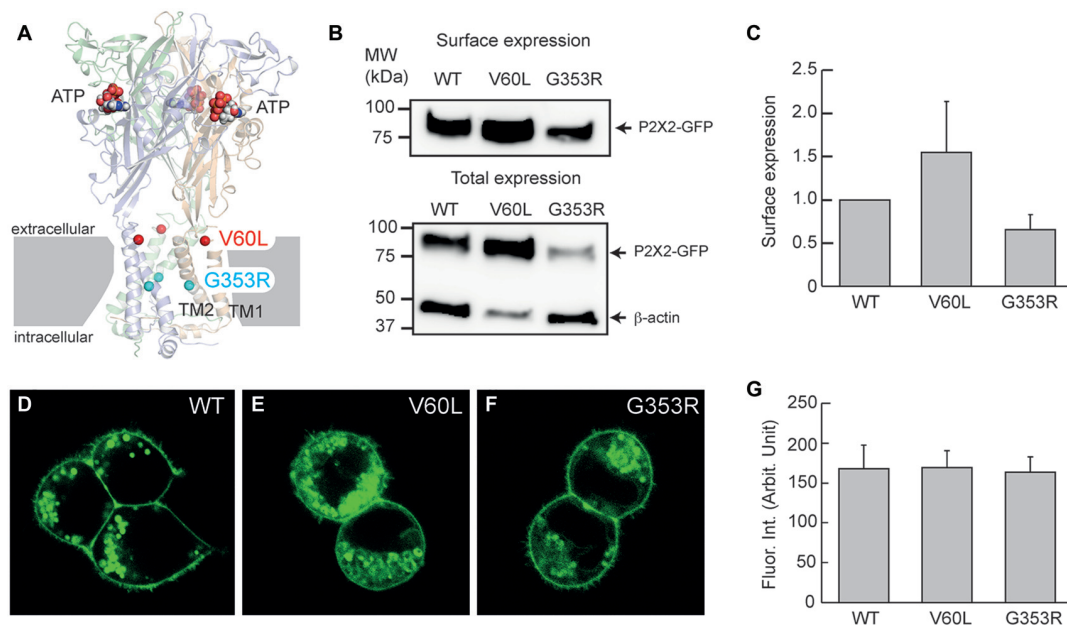 A
ATP
ATP
extracellular
V60L
G353R
TM2 TM1
intracellular
B
Surface expression
MW
(kDa)
WT V60L G353R
100
75
P2X2-GFP
Total expression
WT V60L G353R
100
75
P2X2-GFP
50
37
β-actin
C
Surface expression
2.5
2.0
1.5
1.0
0.5
0
WT V60L G353R
D WT
E V60L
F G353R
G
Fluor. Int. (Arbit. Unit)
250
200
150
100
50
0
WT V60L G353R